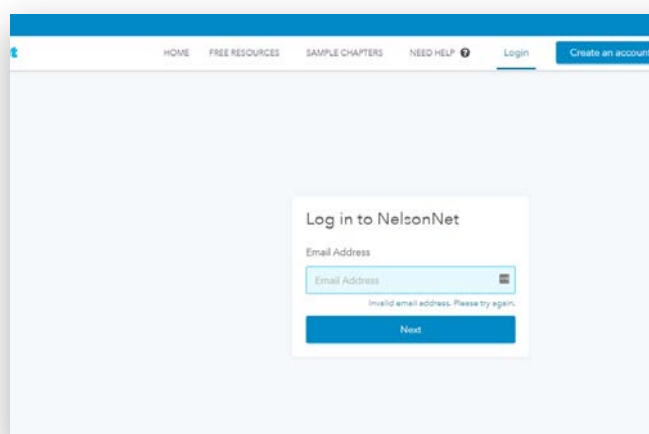 t
HOME FREE RESOURCES SAMPLE CHAPTERS NEED HELP ? Login Create an account
Log in to NelsonNet
Email Address
Email Address
Invalid email address. Please try again.
Next